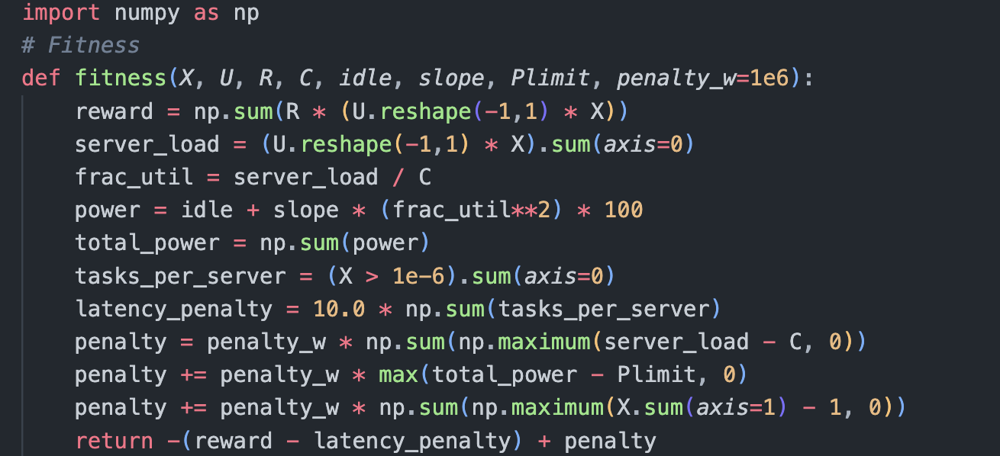 import numpy as np
# Fitness
def fitness(X, U, R, C, idle, slope, Plimit, penalty_w=1e6):
    reward = np.sum(R * (U.reshape(-1,1) * X))
    server_load = (U.reshape(-1,1) * X).sum(axis=0)
    frac_util = server_load / C
    power = idle + slope * (frac_util**2) * 100
    total_power = np.sum(power)
    tasks_per_server = (X > 1e-6).sum(axis=0)
    latency_penalty = 10.0 * np.sum(tasks_per_server)
    penalty = penalty_w * np.sum(np.maximum(server_load - C, 0))
    penalty += penalty_w * max(total_power - Plimit, 0)
    penalty += penalty_w * np.sum(np.maximum(X.sum(axis=1) - 1, 0))
    return -(reward - latency_penalty) + penalty